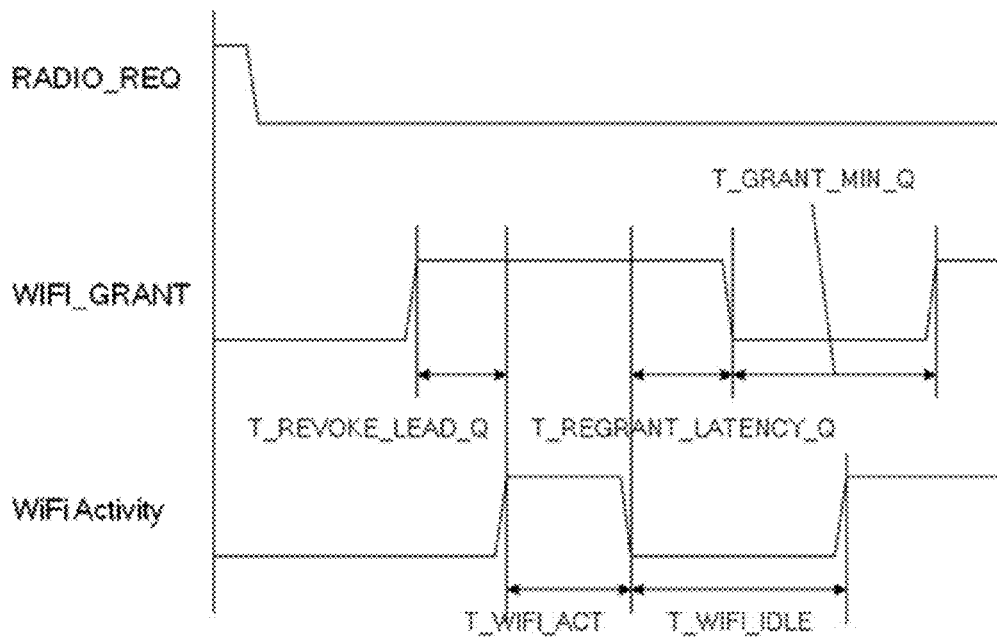 RADIO_REQ
T_GRANT_MIN_Q
WIFI_GRANT
T_REVOKE_LEAD_Q
T_REGRANT_LATENCY_Q
WiFi Activity
T_WIFI_ACT
T_WIFI_IDLE